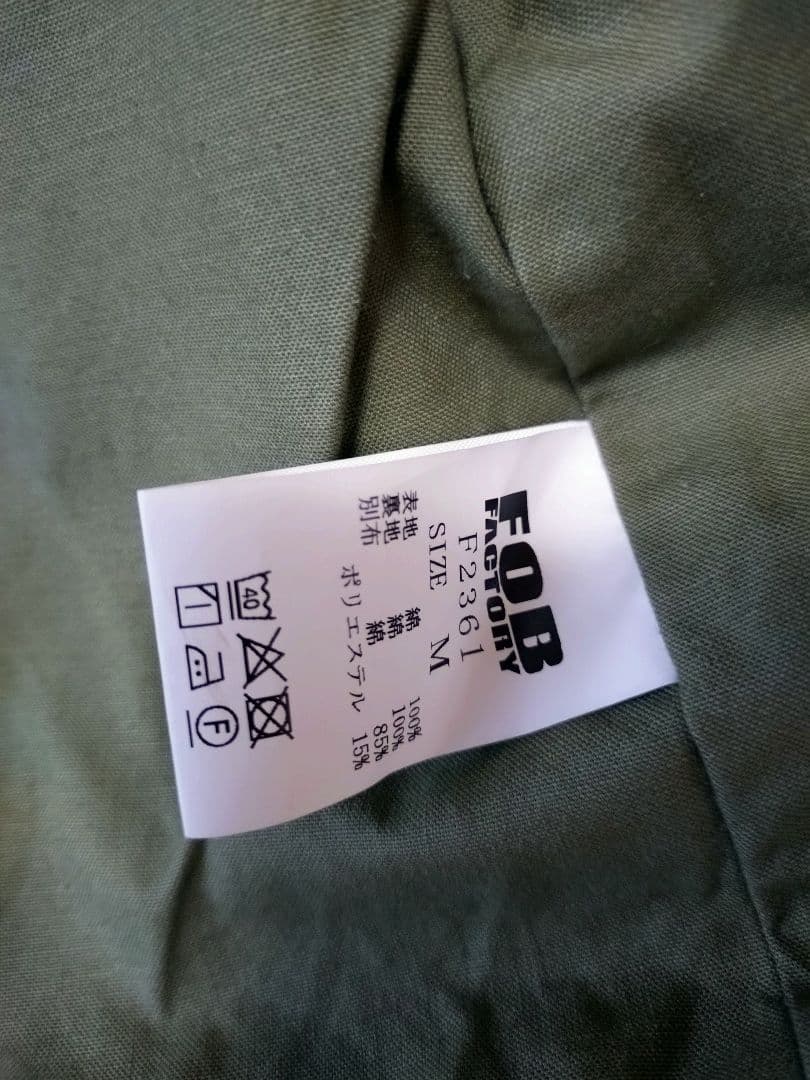 FOB
FACTORY
F2361
SIZE M
表地 綿 100%
裏地 綿 100%
別布 綿 85%
ポリエステル 15%
40
F